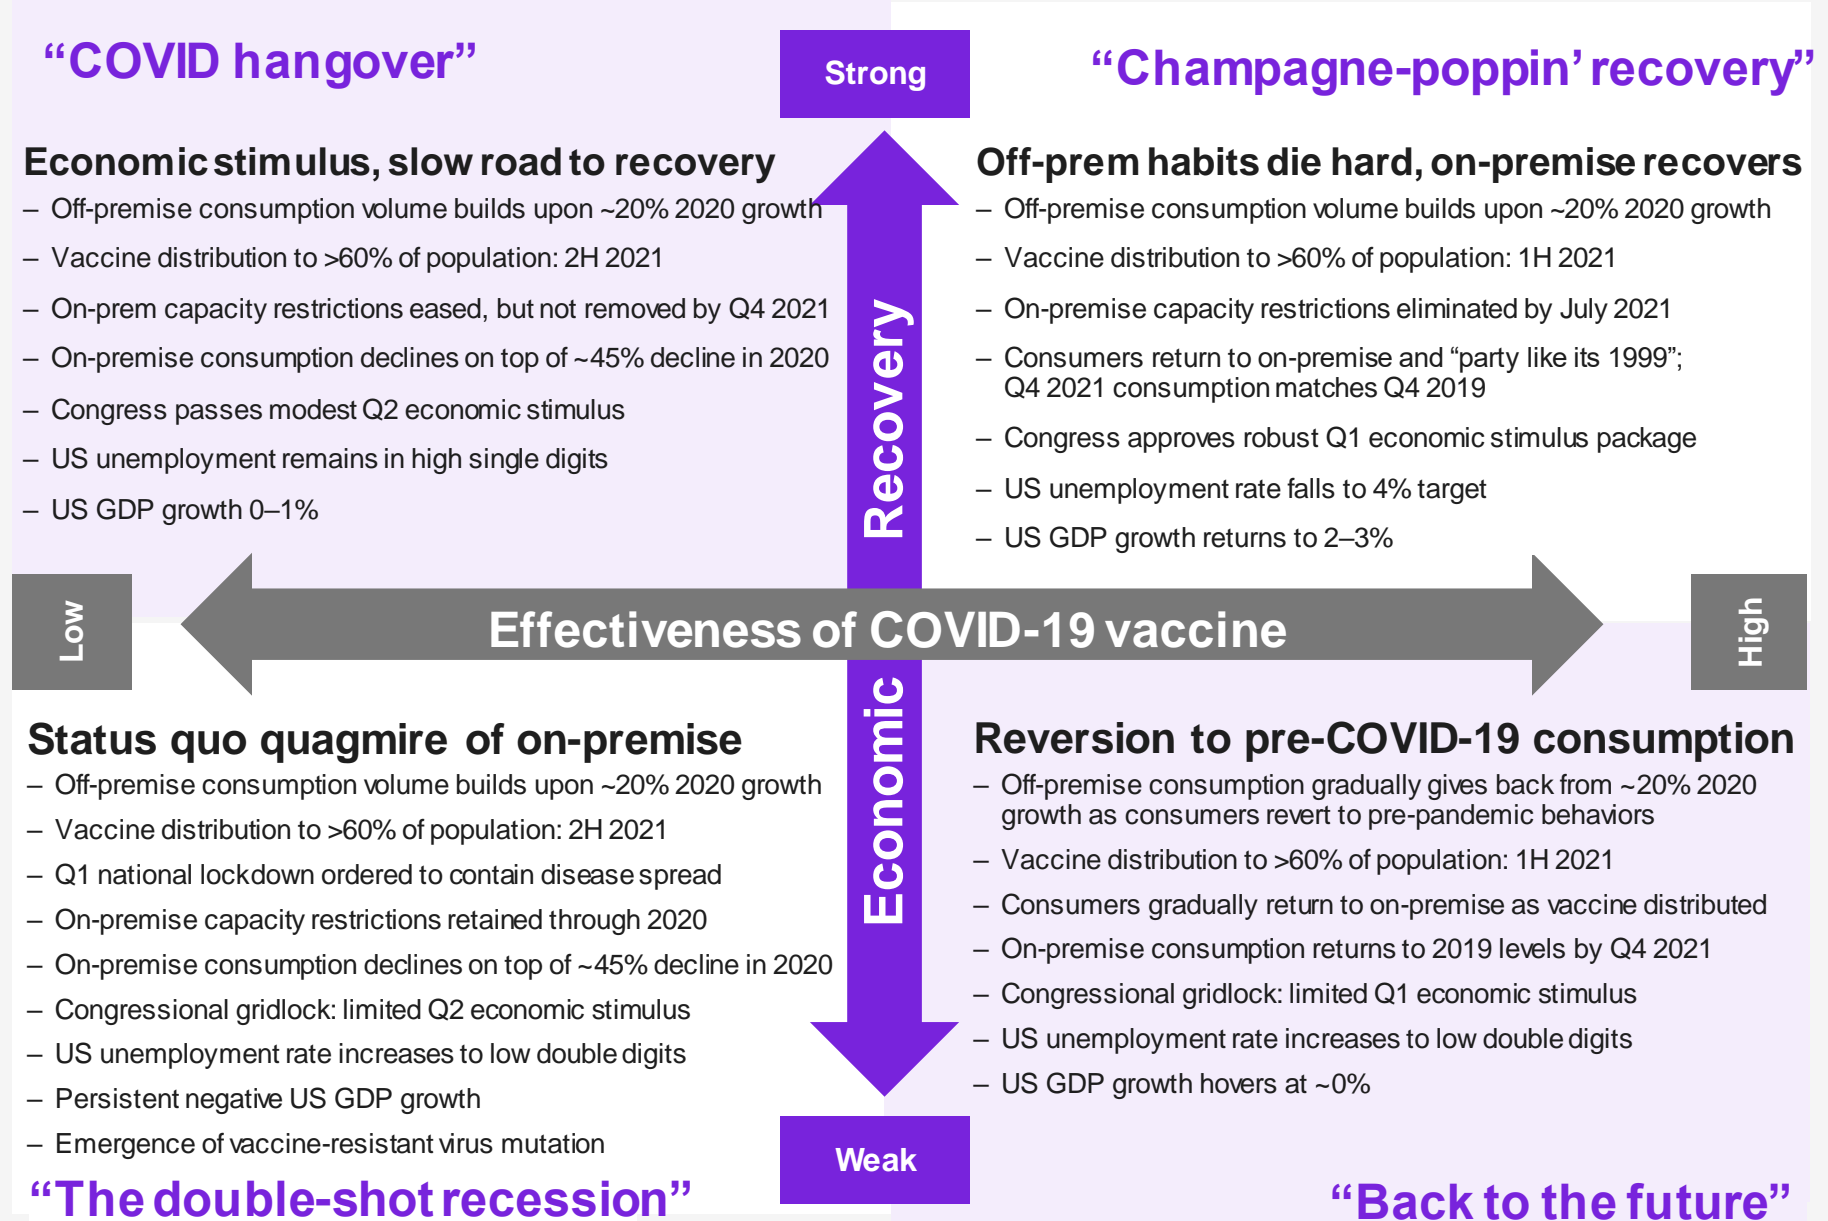 “COVID hangover”
Strong
“Champagne-poppin’ recovery”
Economic stimulus, slow road to recovery
– Off-premise consumption volume builds upon ~20% 2020 growth
– Vaccine distribution to >60% of population: 2H 2021
– On-prem capacity restrictions eased, but not removed by Q4 2021
– On-premise consumption declines on top of ~45% decline in 2020
– Congress passes modest Q2 economic stimulus
– US unemployment remains in high single digits
– US GDP growth 0–1%
Off-prem habits die hard, on-premise recovers
– Off-premise consumption volume builds upon ~20% 2020 growth
– Vaccine distribution to >60% of population: 1H 2021
– On-premise capacity restrictions eliminated by July 2021
– Consumers return to on-premise and “party like its 1999”;
Q4 2021 consumption matches Q4 2019
– Congress approves robust Q1 economic stimulus package
– US unemployment rate falls to 4% target
– US GDP growth returns to 2–3%
Economic Recovery
Low
Effectiveness of COVID-19 vaccine
High
Status quo quagmire of on-premise
– Off-premise consumption volume builds upon ~20% 2020 growth
– Vaccine distribution to >60% of population: 2H 2021
– Q1 national lockdown ordered to contain disease spread
– On-premise capacity restrictions retained through 2020
– On-premise consumption declines on top of ~45% decline in 2020
– Congressional gridlock: limited Q2 economic stimulus
– US unemployment rate increases to low double digits
– Persistent negative US GDP growth
– Emergence of vaccine-resistant virus mutation
“The double-shot recession”
Reversion to pre-COVID-19 consumption
– Off-premise consumption gradually gives back from ~20% 2020
growth as consumers revert to pre-pandemic behaviors
– Vaccine distribution to >60% of population: 1H 2021
– Consumers gradually return to on-premise as vaccine distributed
– On-premise consumption returns to 2019 levels by Q4 2021
– Congressional gridlock: limited Q1 economic stimulus
– US unemployment rate increases to low double digits
– US GDP growth hovers at ~0%
Weak
“Back to the future”